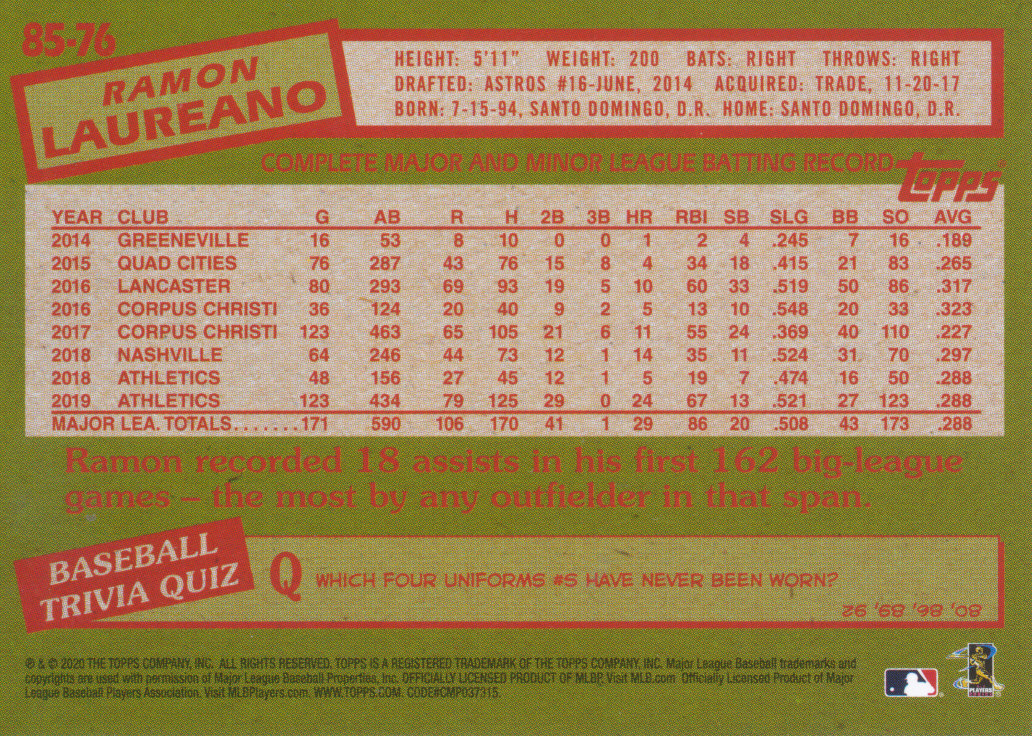 85-76
RAMON
LAUREANO
HEIGHT: 5'11" WEIGHT: 200 BATS: RIGHT THROWS: RIGHT
DRAFTED: ASTROS #16-JUNE, 2014 ACQUIRED: TRADE, 11-20-17
BORN: 7-15-94, SANTO DOMINGO, D.R. HOME: SANTO DOMINGO, D.R.
COMPLETE MAJOR AND MINOR LEAGUE BATTING RECORD
Topps
YEAR CLUB G AB R H 2B 3B HR RBI SB SLG BB SO AVG
2014 GREENEVILLE 16 53 8 10 0 0 1 2 4 .245 7 16 .189
2015 QUAD CITIES 76 287 43 76 15 8 4 34 18 .415 21 83 .265
2016 LANCASTER 80 293 69 93 19 5 10 60 33 .519 50 86 .317
2016 CORPUS CHRISTI 36 124 20 40 9 2 5 13 10 .548 20 33 .323
2017 CORPUS CHRISTI 123 463 65 105 21 6 11 55 24 .369 40 110 .227
2018 NASHVILLE 64 246 44 73 12 1 14 35 11 .524 31 70 .297
2018 ATHLETICS 48 156 27 45 12 1 5 19 7 .474 16 50 .288
2019 ATHLETICS 123 434 79 125 29 0 24 67 13 .521 27 123 .288
MAJOR LEA. TOTALS.......171 590 106 170 41 1 29 86 20 .508 43 173 .288
Ramon recorded 18 assists in his first 162 big-league
games – the most by any outfielder in that span.
BASEBALL
TRIVIA QUIZ
Q WHICH FOUR UNIFORMS #S HAVE NEVER BEEN WORN?
80, 86, 89, 92
® & © 2020 THE TOPPS COMPANY, INC. ALL RIGHTS RESERVED. TOPPS IS A REGISTERED TRADEMARK OF THE TOPPS COMPANY, INC. Major League Baseball trademarks and
copyrights are used with permission of Major League Baseball Properties, Inc. OFFICIALLY LICENSED PRODUCT OF MLBP. Visit MLB.com Officially Licensed Product of Major
League Baseball Players Association. Visit MLBPlayers.com. WWW.TOPPS.COM. CODE#CMP037315.
PLAYERS